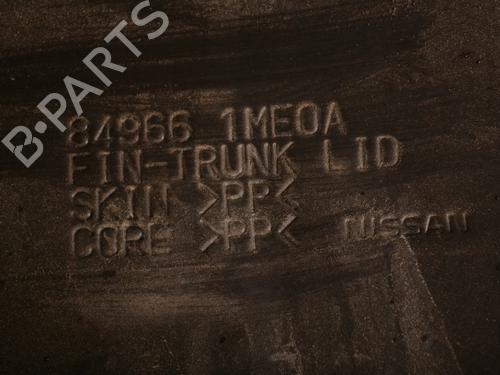 B-PARTS
84966 1ME0A
FIN-TRUNK LID
SKIN >PP<
CORE >PP< NISSAN